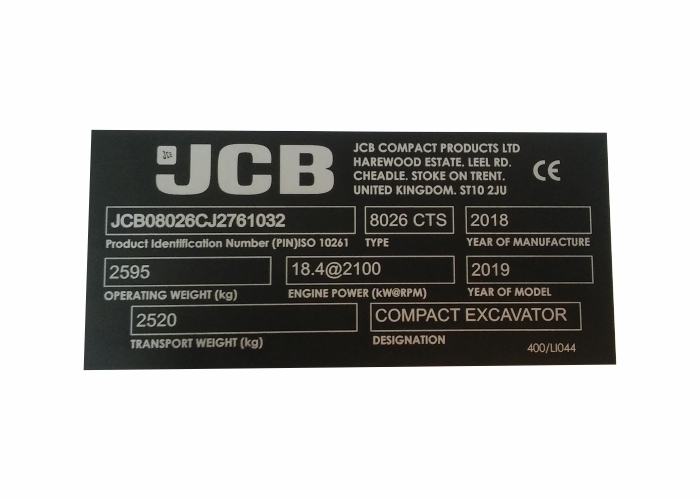 JCB JCB
JCB COMPACT PRODUCTS LTD
HAREWOOD ESTATE, LEEL RD.
CHEADLE, STOKE ON TRENT.
UNITED KINGDOM. ST10 2JU
CE
JCB08026CJ2761032 8026 CTS 2018
Product Identification Number (PIN)ISO 10261 TYPE YEAR OF MANUFACTURE
2595 18.4@2100 2019
OPERATING WEIGHT (kg) ENGINE POWER (kW@RPM) YEAR OF MODEL
2520 COMPACT EXCAVATOR
TRANSPORT WEIGHT (kg) DESIGNATION
400/LI044